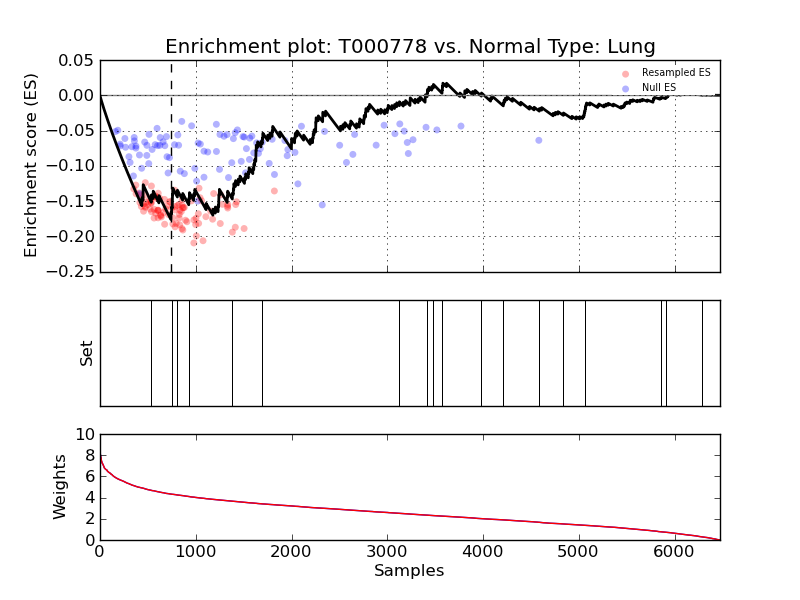 Enrichment plot: T000778 vs. Normal Type: Lung
Enrichment score (ES)
0.05
0.00
−0.05
−0.10
−0.15
−0.20
−0.25
Resampled ES
Null ES
Set
Weights
10
8
6
4
2
0
0 1000 2000 3000 4000 5000 6000
Samples